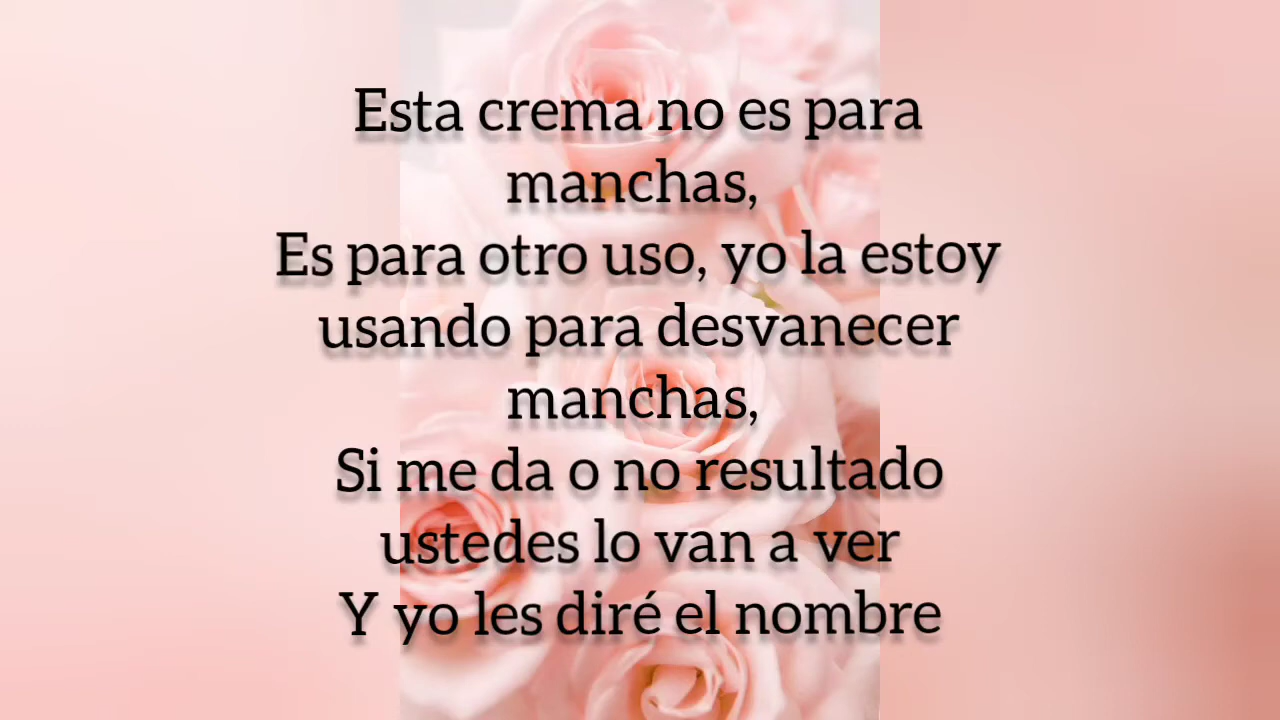 Esta crema no es para
manchas,
Es para otro uso, yo la estoy
usando para desvanecer
manchas,
Si me da o no resultado
ustedes lo van a ver
Y yo les diré el nombre